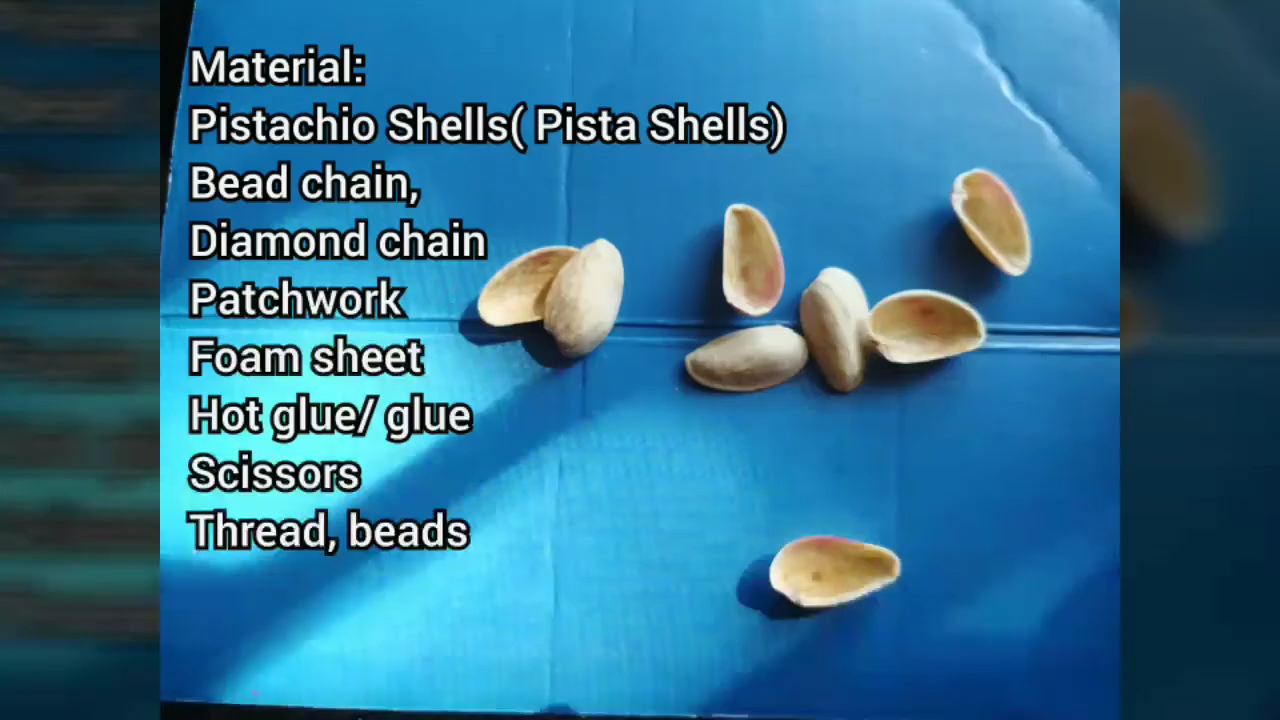 Material:
Pistachio Shells( Pista Shells)
Bead chain,
Diamond chain
Patchwork
Foam sheet
Hot glue/ glue
Scissors
Thread, beads